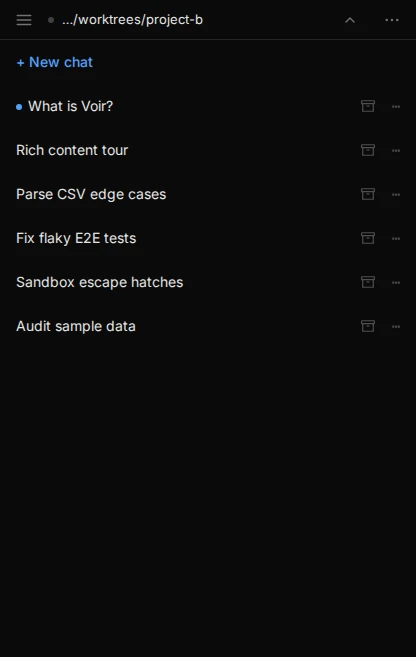 .../worktrees/project-b
+ New chat
What is Voir?
Rich content tour
Parse CSV edge cases
Fix flaky E2E tests
Sandbox escape hatches
Audit sample data